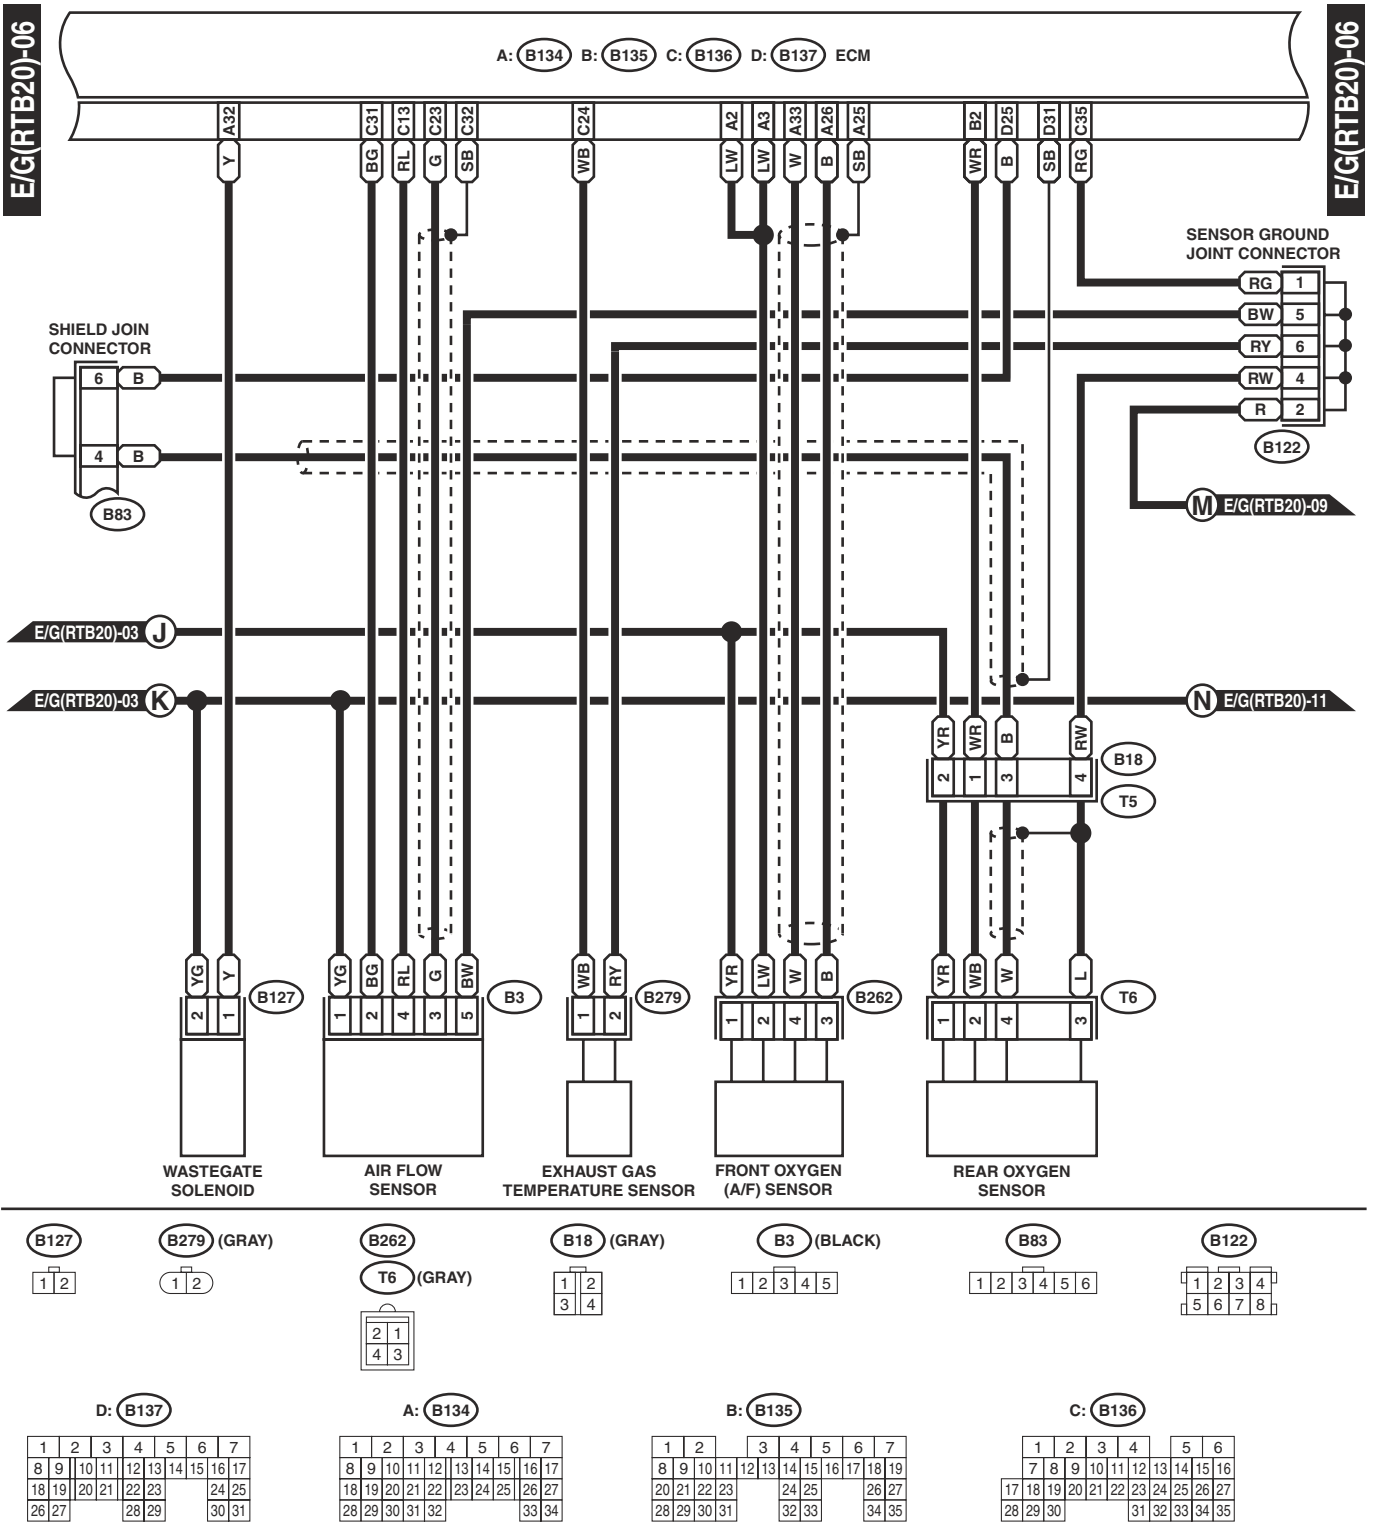 E/G(RTB20)-06
E/G(RTB20)-06
A: B134 B: B135 C: B136 D: B137 ECM
A32 C31 C13 C23 C32 C24 A2 A3 A33 A26 A25 B2 D25 D31 C35
Y BG RL G SB WB LW LW W B SB WR B SB RG
SENSOR GROUND
JOINT CONNECTOR
RG 1
BW 5
RY 6
RW 4
R 2
B122
SHIELD JOIN
CONNECTOR
6 B
4 B
B83
M E/G(RTB20)-09
E/G(RTB20)-03 J
E/G(RTB20)-03 K
N E/G(RTB20)-11
YR WR B RW
2 1 3 4
B18
T5
YG Y YG BG RL G BW WB RY YR LW W B YR WB W L
B127 B3 B279 B262 T6
2 1 1 2 4 3 5 1 2 1 2 4 3 1 2 4 3
WASTEGATE
SOLENOID
AIR FLOW
SENSOR
EXHAUST GAS
TEMPERATURE SENSOR
FRONT OXYGEN
(A/F) SENSOR
REAR OXYGEN
SENSOR
B127
1 2
B279 (GRAY)
1 2
B262
T6 (GRAY)
2 1
4 3
B18 (GRAY)
1 2
3 4
B3 (BLACK)
1 2 3 4 5
B83
1 2 3 4 5 6
B122
1 2 3 4
5 6 7 8
D: B137
1 2 3 4 5 6 7
8 9 10 11 12 13 14 15 16 17
18 19 20 21 22 23 24 25
26 27 28 29 30 31
A: B134
1 2 3 4 5 6 7
8 9 10 11 12 13 14 15 16 17
18 19 20 21 22 23 24 25 26 27
28 29 30 31 32 33 34
B: B135
1 2 3 4 5 6 7
8 9 10 11 12 13 14 15 16 17 18 19
20 21 22 23 24 25 26 27
28 29 30 31 32 33 34 35
C: B136
1 2 3 4 5 6
7 8 9 10 11 12 13 14 15 16
17 18 19 20 21 22 23 24 25 26 27
28 29 30 31 32 33 34 35